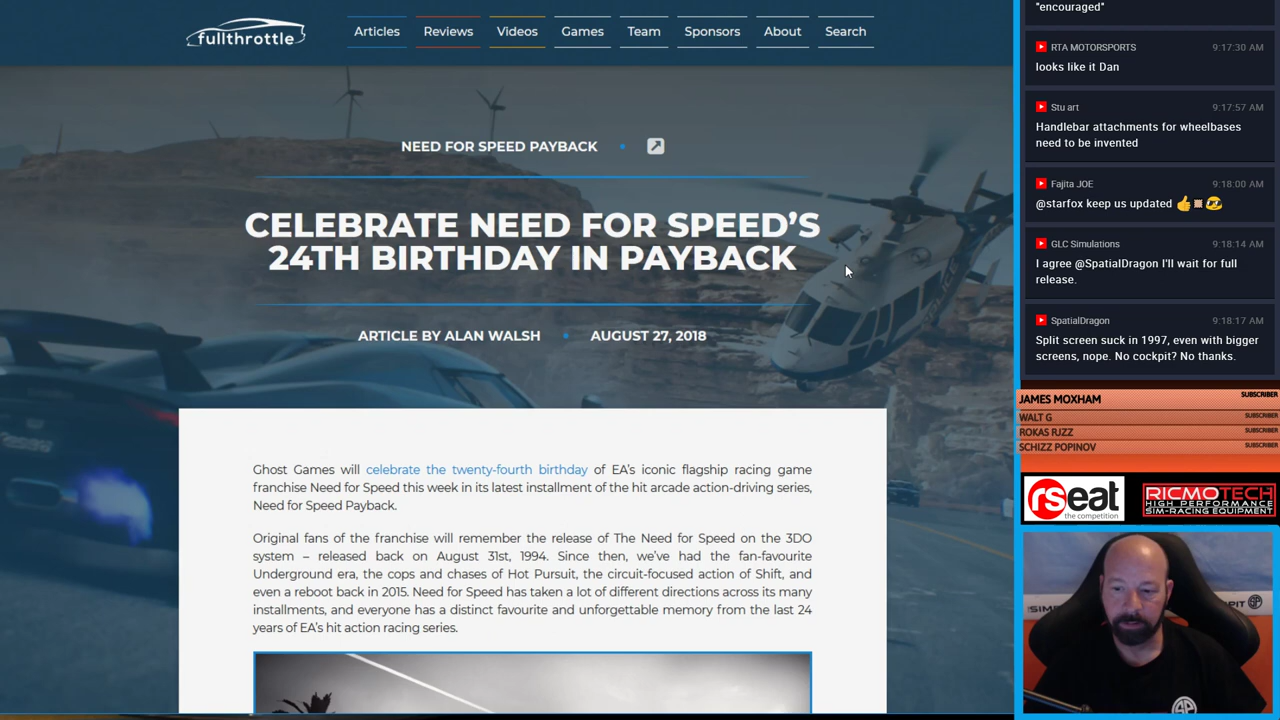 fullthrottle
Articles
Reviews
Videos
Games
Team
Sponsors
About
Search
NEED FOR SPEED PAYBACK
CELEBRATE NEED FOR SPEED’S
24TH BIRTHDAY IN PAYBACK
ARTICLE BY ALAN WALSH • AUGUST 27, 2018
Ghost Games will celebrate the twenty-fourth birthday of EA’s iconic flagship racing game
franchise Need for Speed this week in its latest installment of the hit arcade action-driving series,
Need for Speed Payback.
Original fans of the franchise will remember the release of The Need for Speed on the 3DO
system – released back on August 31st, 1994. Since then, we’ve had the fan-favourite
Underground era, the cops and chases of Hot Pursuit, the circuit-focused action of Shift, and
even a reboot back in 2015. Need for Speed has taken a lot of different directions across its many
installments, and everyone has a distinct favourite and unforgettable memory from the last 24
years of EA’s hit action racing series.
"encouraged"
RTA MOTORSPORTS 9:17:30 AM
looks like it Dan
Stu art 9:17:57 AM
Handlebar attachments for wheelbases
need to be invented
Fajita JOE 9:18:00 AM
@starfox keep us updated
GLC Simulations 9:18:14 AM
I agree @SpatialDragon I'll wait for full
release.
SpatialDragon 9:18:17 AM
Split screen suck in 1997, even with bigger
screens, nope. No cockpit? No thanks.
JAMES MOXHAM SUBSCRIBER
WALT G SUBSCRIBER
ROKAS RJZZ SUBSCRIBER
SCHIZZ POPINOV SUBSCRIBER
rseat
the competition
RICMOTECH
HIGH PERFORMANCE
SIM-RACING EQUIPMENT